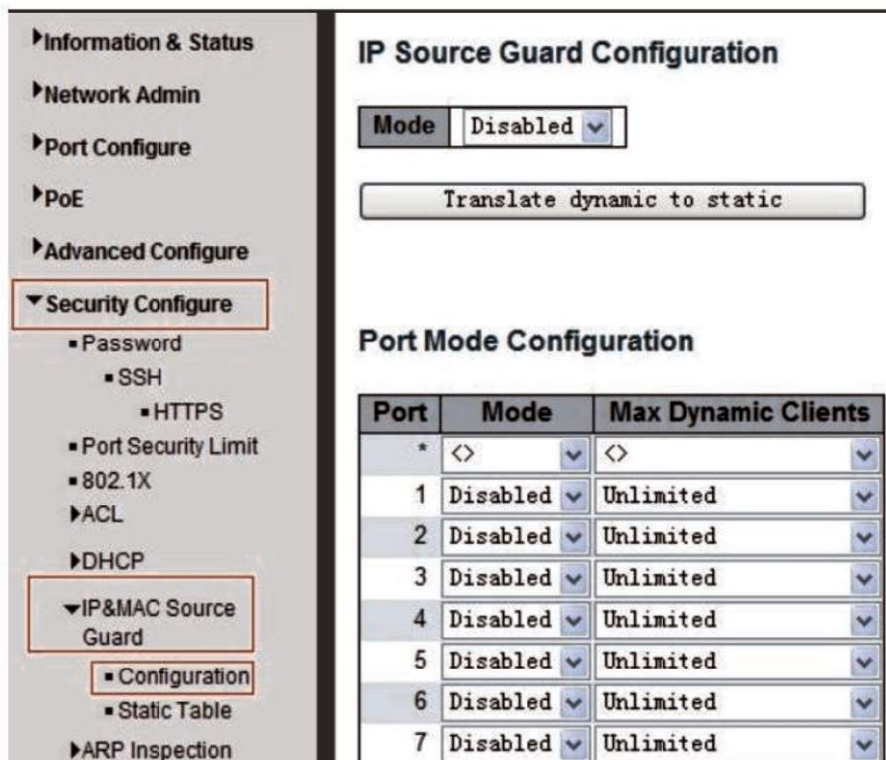 Information & Status
Network Admin
Port Configure
PoE
Advanced Configure
Security Configure
Password
SSH
HTTPS
Port Security Limit
802.1X
ACL
DHCP
IP&MAC Source
Guard
Configuration
Static Table
ARP Inspection
IP Source Guard Configuration
Mode Disabled
Translate dynamic to static
Port Mode Configuration
Port Mode Max Dynamic Clients
* <> <>
1 Disabled Unlimited
2 Disabled Unlimited
3 Disabled Unlimited
4 Disabled Unlimited
5 Disabled Unlimited
6 Disabled Unlimited
7 Disabled Unlimited